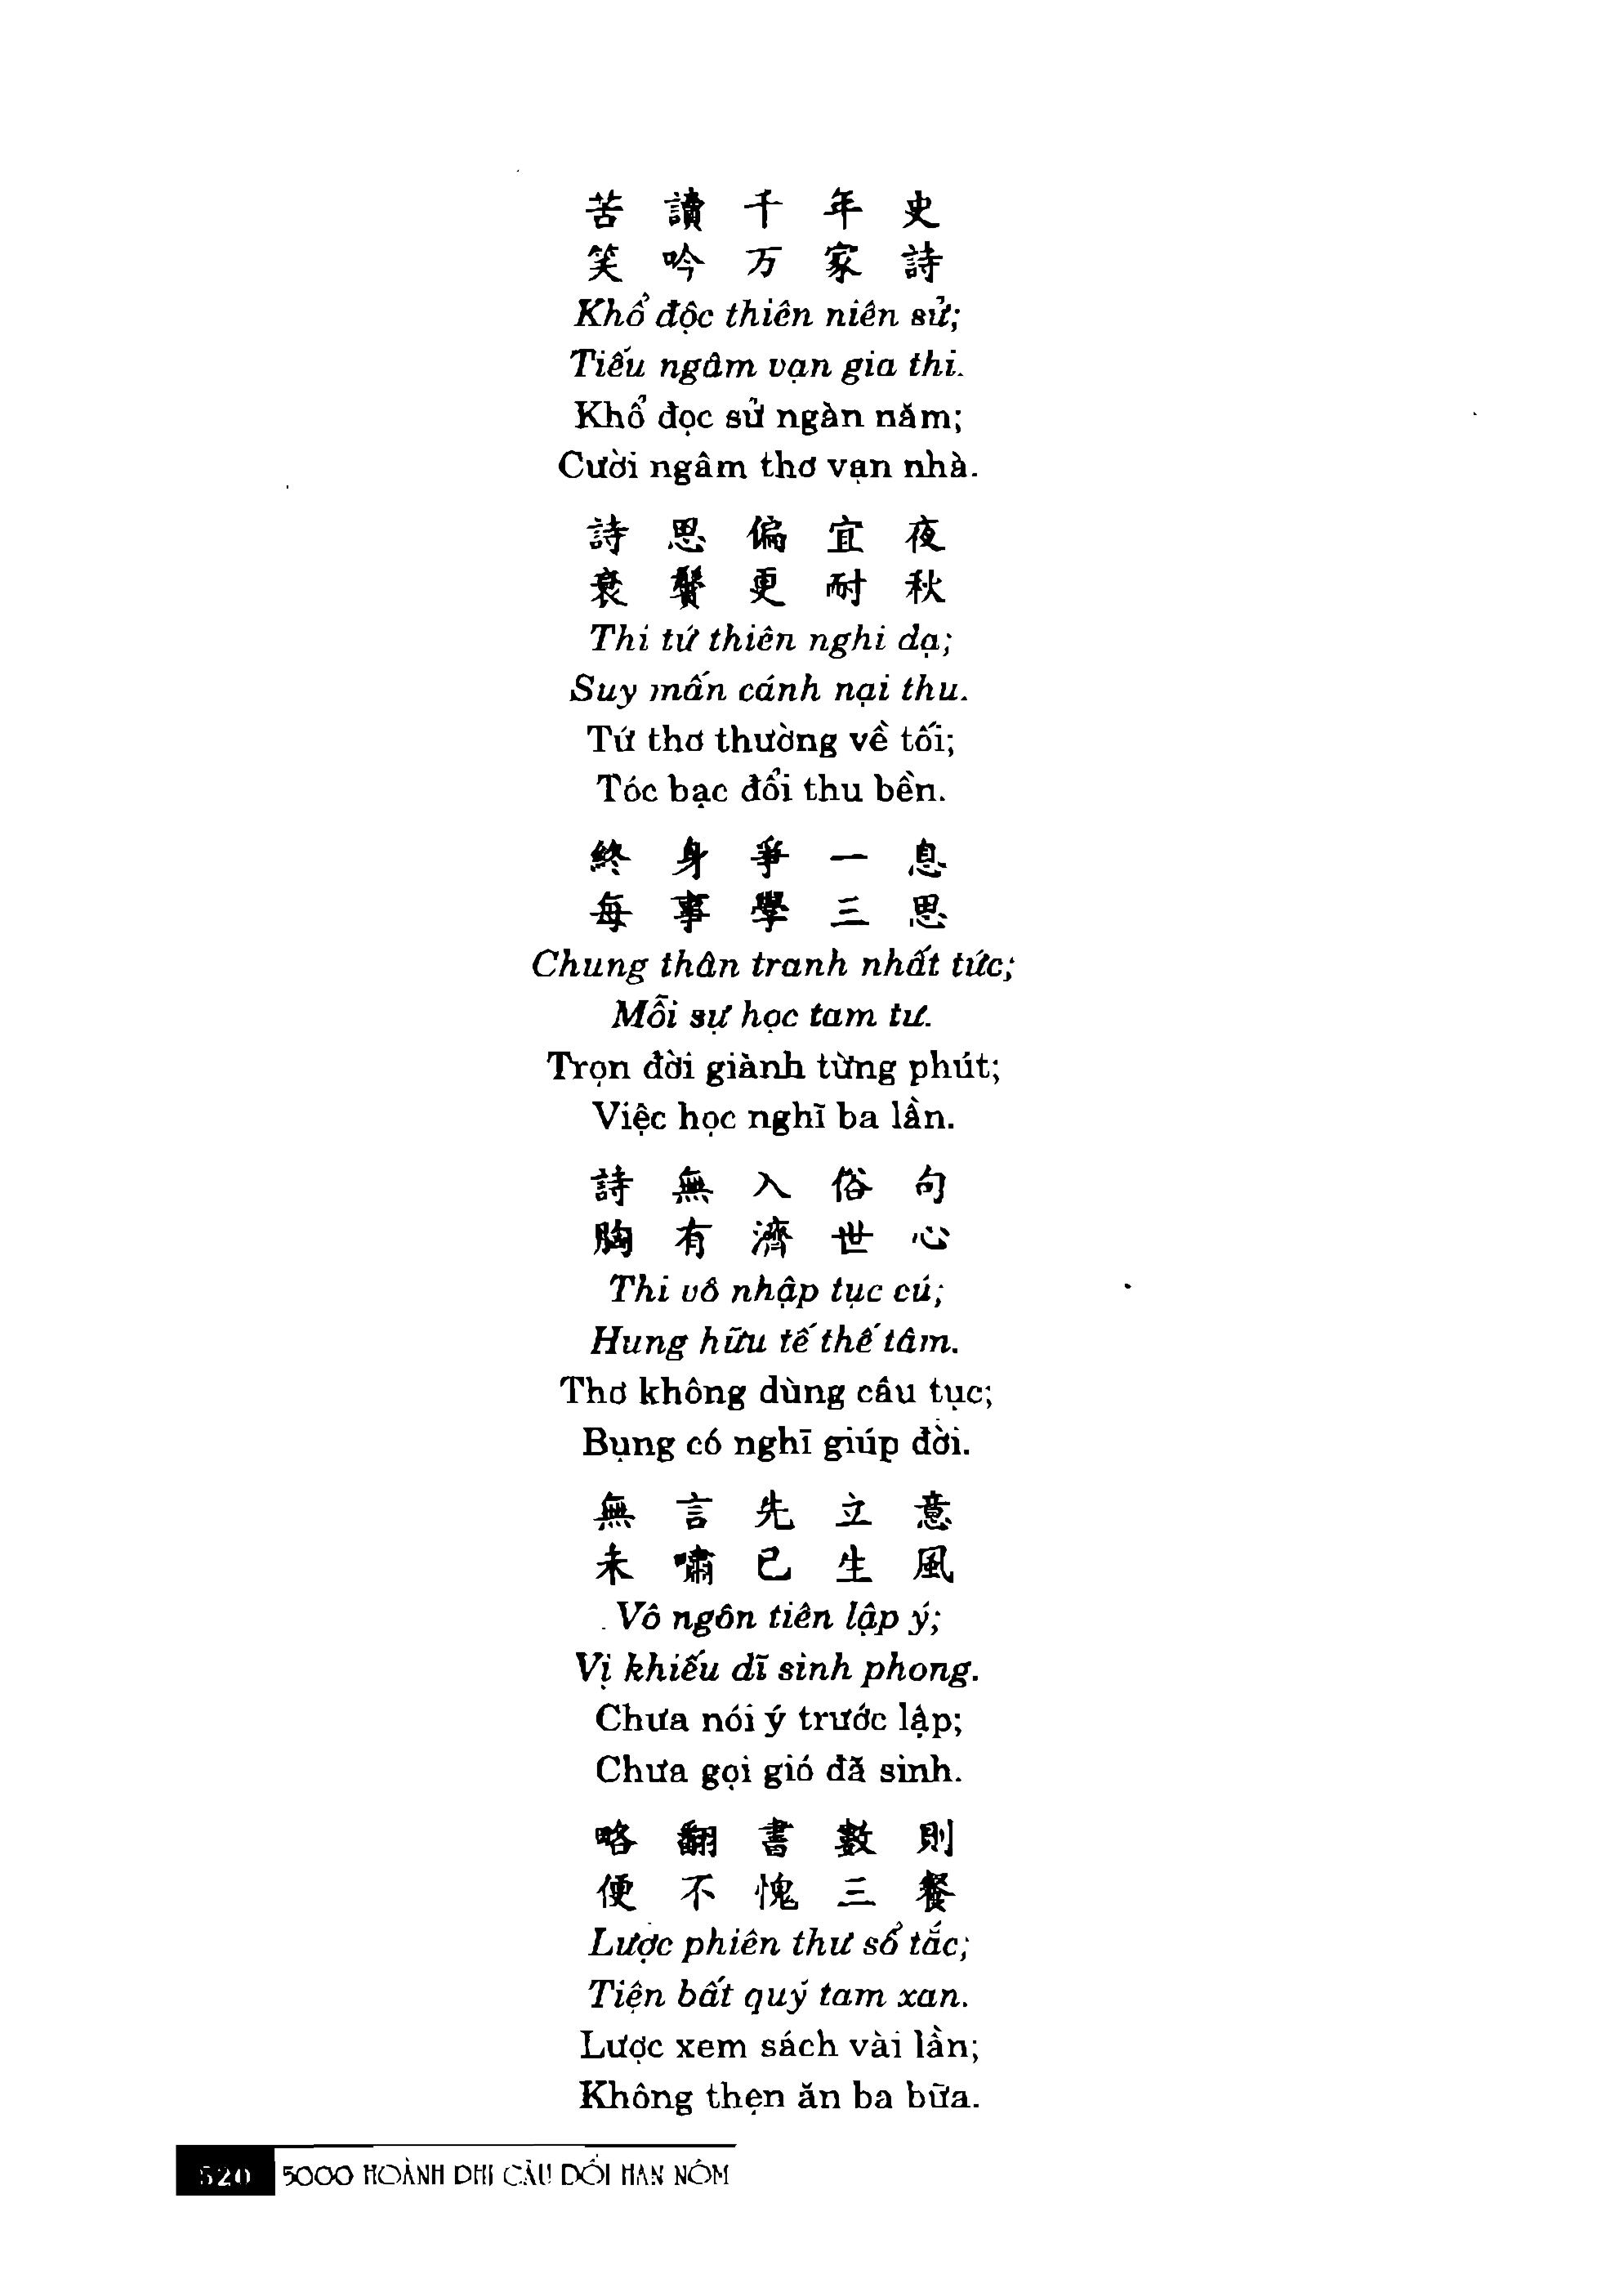 苦 讀 千 年 史
笑 吟 万 家 詩
Khổ độc thiên niên sử;
Tiếu ngâm vạn gia thi.
Khổ đọc sử ngàn năm;
Cười ngâm thơ vạn nhà.
詩 思 偏 宜 夜
衰 鬢 更 耐 秋
Thi tứ thiên nghi dạ;
Suy mấn cánh nại thu.
Tứ thơ thường về tối;
Tóc bạc đổi thu bền.
終 身 爭 一 息
每 事 學 三 思
Chung thân tranh nhất tức;
Mỗi sự học tam tư.
Trọn đời giành từng phút;
Việc học nghĩ ba lần.
詩 無 入 俗 句
胸 有 濟 世 心
Thi vô nhập tục cú;
Hung hữu tế thế tâm.
Thơ không dùng câu tục;
Bụng có nghĩ giúp đời.
無 言 先 立 意
未 嘯 已 生 風
Vô ngôn tiên lập ý;
Vị khiếu dĩ sinh phong.
Chưa nói ý trước lập;
Chưa gọi gió đã sinh.
略 翻 書 數 則
便 不 愧 三 餐
Lược phiên thư sổ tắc;
Tiện bất quý tam xan.
Lược xem sách vài lần;
Không thẹn ăn ba bữa.
520 5000 HOÀNH PHI CÂU ĐỐI HÁN NÔM